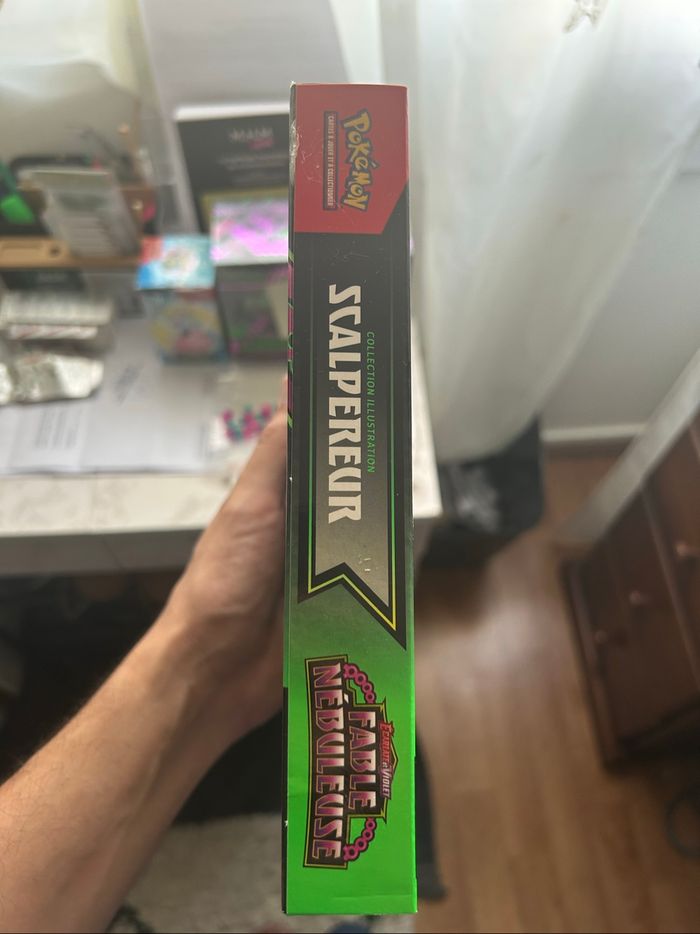 POKÉMON
CARTES À JOUER ET À COLLECTIONNER
COLLECTION ILLUSTRATION
SCALPEREUR
ÉCARLATE ET VIOLET
FABLE
NÉBULEUSE